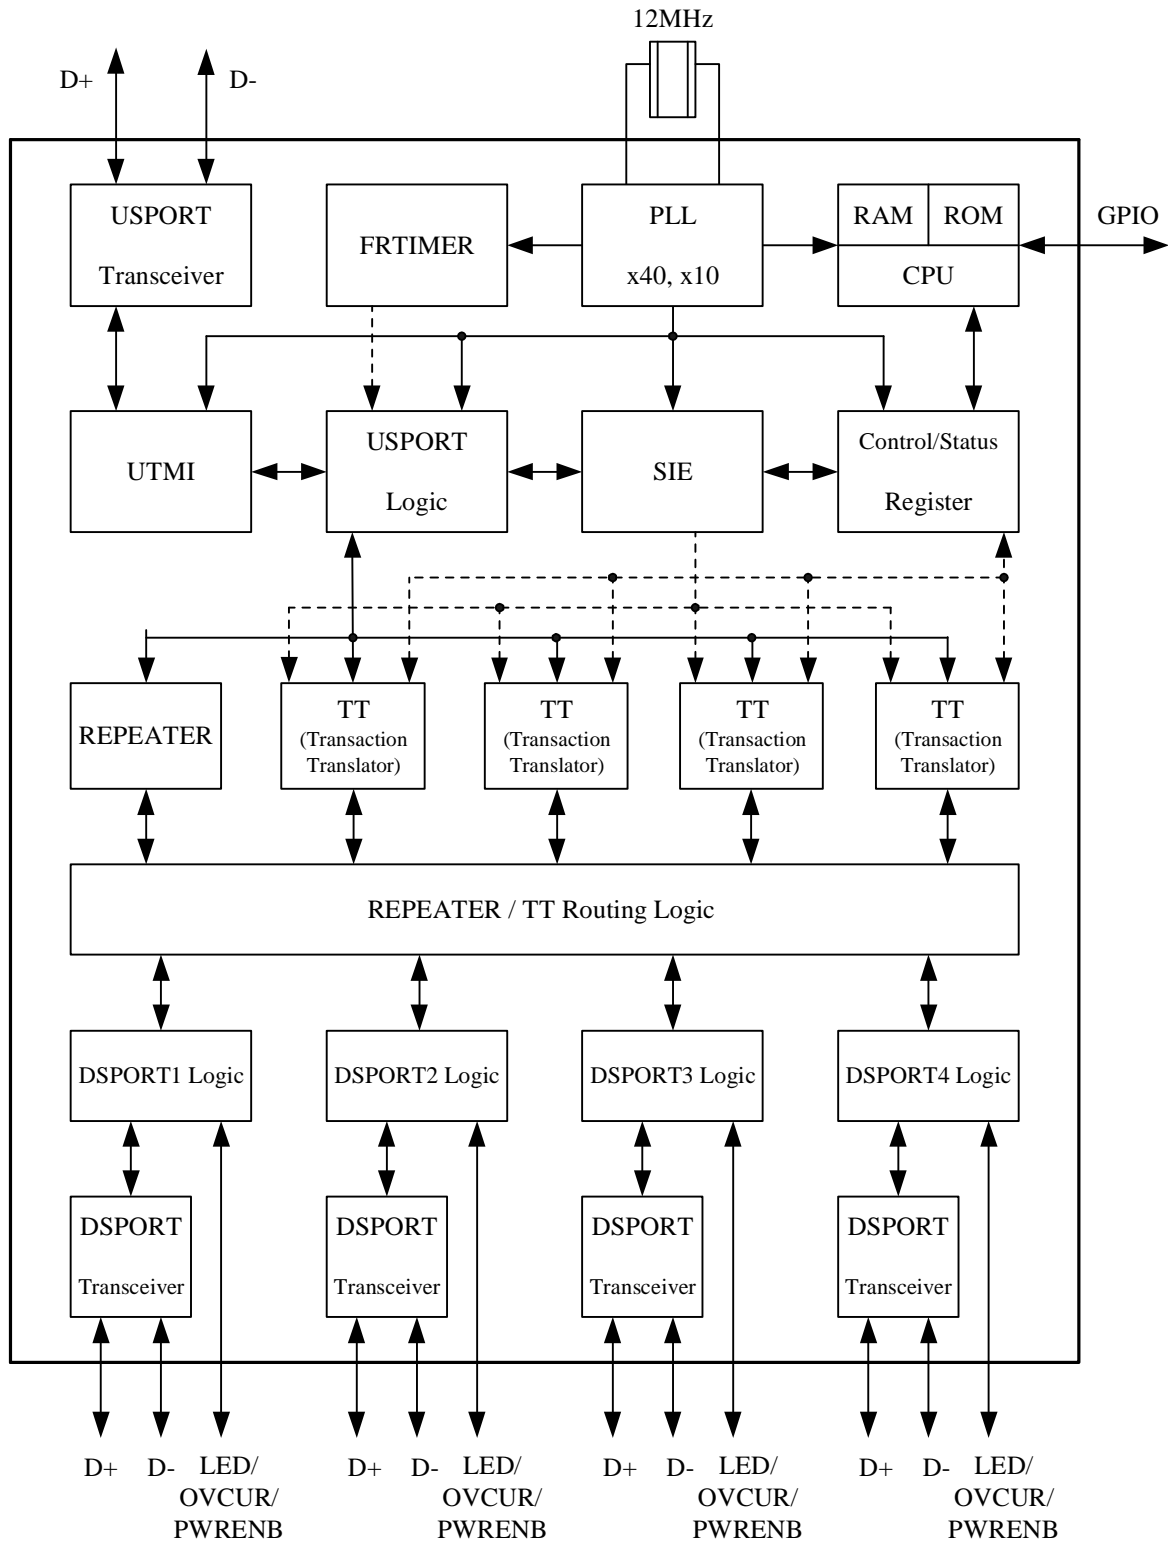 12MHz
D+
D-
USPORT
Transceiver
FRTIMER
PLL
x40, x10
RAM
ROM
CPU
GPIO
UTMI
USPORT
Logic
SIE
Control/Status
Register
REPEATER
TT
(Transaction
Translator)
TT
(Transaction
Translator)
TT
(Transaction
Translator)
TT
(Transaction
Translator)
REPEATER / TT Routing Logic
DSPORT1 Logic
DSPORT2 Logic
DSPORT3 Logic
DSPORT4 Logic
DSPORT
Transceiver
DSPORT
Transceiver
DSPORT
Transceiver
DSPORT
Transceiver
D+
D-
LED/
OVCUR/
PWRENB
D+
D-
LED/
OVCUR/
PWRENB
D+
D-
LED/
OVCUR/
PWRENB
D+
D-
LED/
OVCUR/
PWRENB